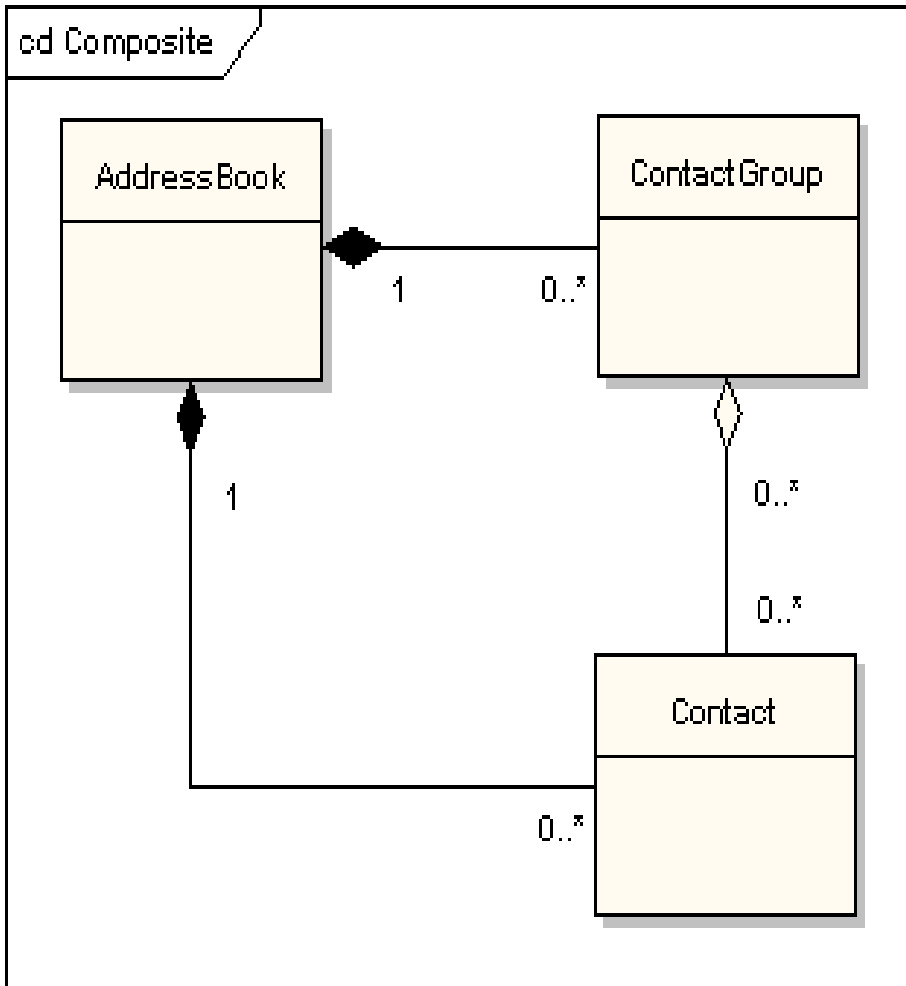 cd Composite
AddressBook
ContactGroup
1
0..*
1
0..*
0..*
Contact
0..*